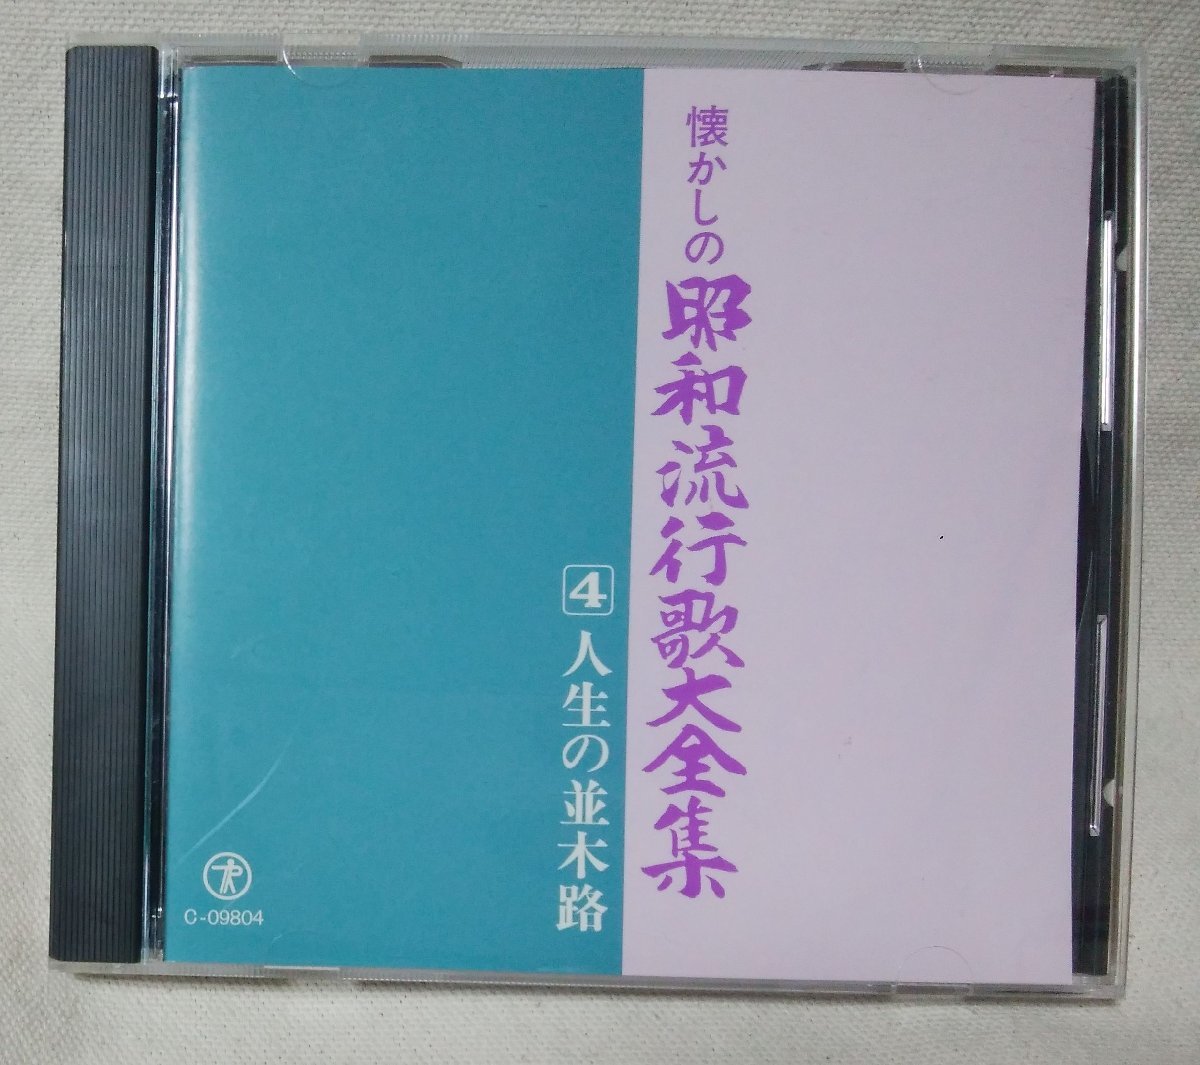 懐かしの昭和流行歌大全集
4 人生の並木路
C-09804